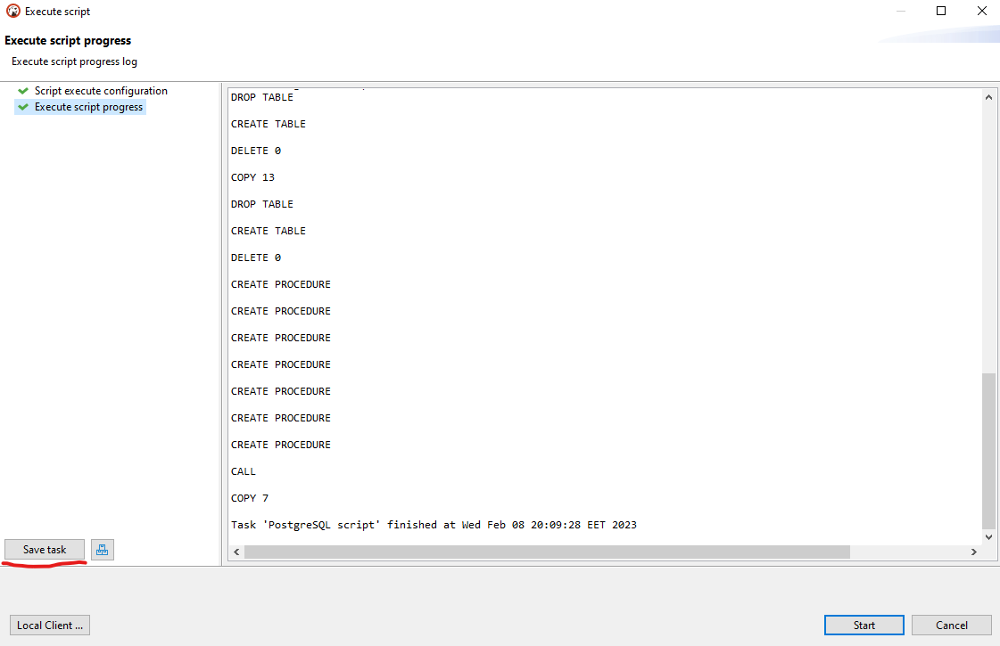 Execute script
Execute script progress
Execute script progress log
Script execute configuration
Execute script progress
DROP TABLE
CREATE TABLE
DELETE 0
COPY 13
DROP TABLE
CREATE TABLE
DELETE 0
CREATE PROCEDURE
CREATE PROCEDURE
CREATE PROCEDURE
CREATE PROCEDURE
CREATE PROCEDURE
CREATE PROCEDURE
CREATE PROCEDURE
CALL
COPY 7
Task 'PostgreSQL script' finished at Wed Feb 08 20:09:28 EET 2023
Save task
Local Client ...
Start
Cancel